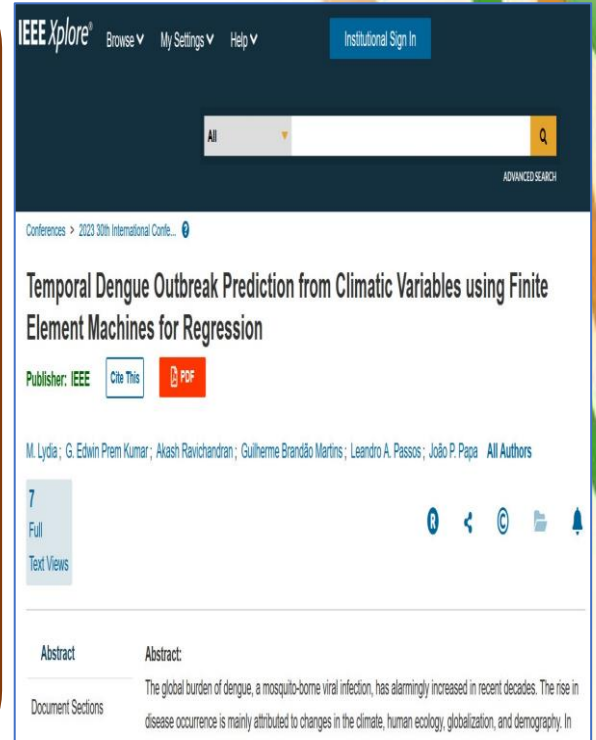 IEEE Xplore® Browse My Settings Help Institutional Sign In
All
ADVANCED SEARCH
Conferences > 2023 30th International Confe...
Temporal Dengue Outbreak Prediction from Climatic Variables using Finite
Element Machines for Regression
Publisher: IEEE Cite This PDF
M. Lydia ; G. Edwin Prem Kumar ; Akash Ravichandran ; Guilherme Brandão Martins ; Leandro A. Passos ; João P. Papa All Authors
7
Full
Text Views
Abstract
Document Sections
Abstract:
The global burden of dengue, a mosquito-borne viral infection, has alarmingly increased in recent decades. The rise in
disease occurrence is mainly attributed to changes in the climate, human ecology, globalization, and demography. In